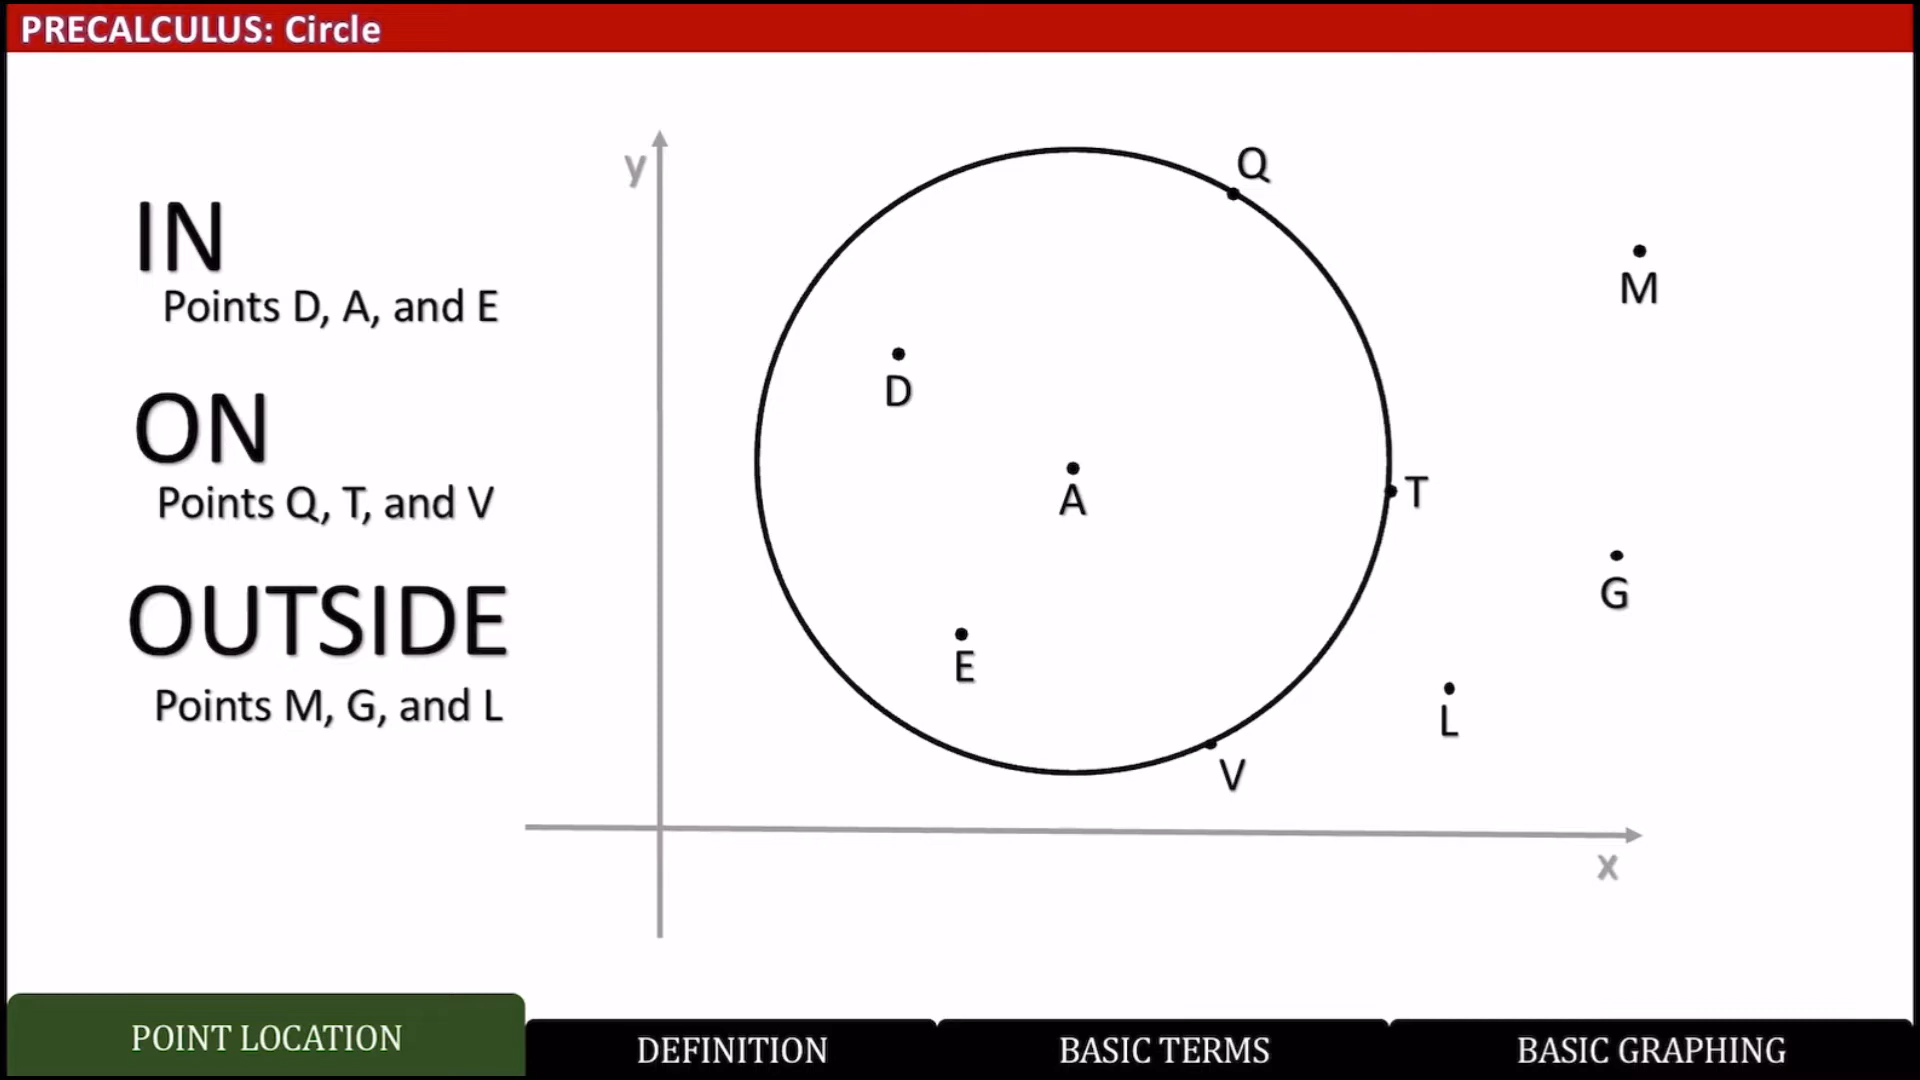 PRECALCULUS: Circle
IN
Points D, A, and E
ON
Points Q, T, and V
OUTSIDE
Points M, G, and L
y
Q
M
D
A
T
G
E
L
V
x
POINT LOCATION
DEFINITION
BASIC TERMS
BASIC GRAPHING